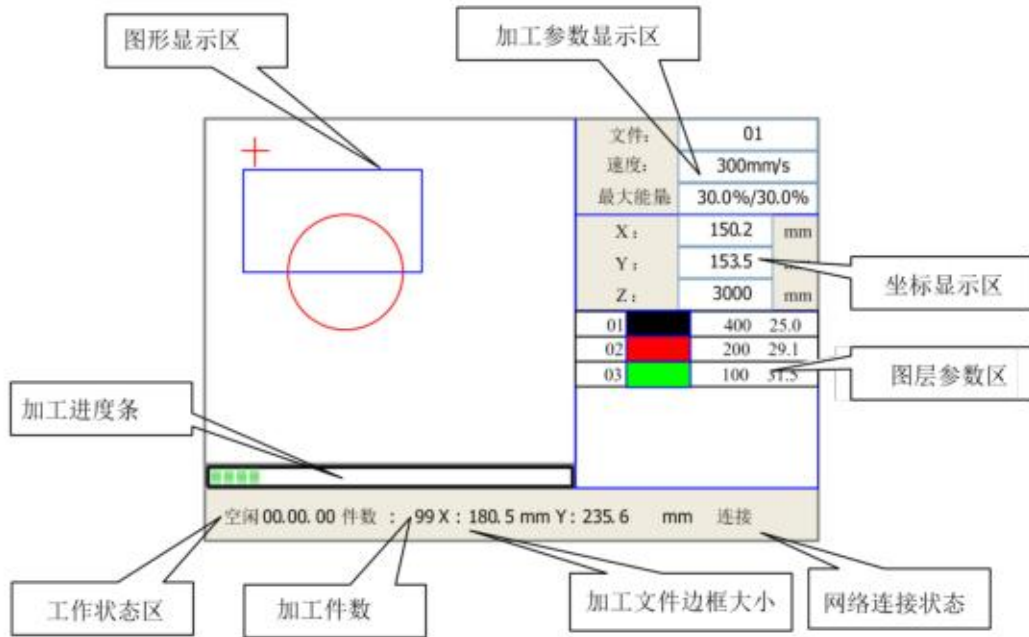 图形显示区
加工参数显示区
文件: 01
速度: 300mm/s
最大能量: 30.0%/30.0%
X: 150.2 mm
Y: 153.5
Z: 3000 mm
坐标显示区
01 400 25.0
02 200 29.1
03 100 31.5
图层参数区
加工进度条
空闲 00.00.00 件数 : 99 X : 180.5 mm Y : 235.6 mm 连接
工作状态区
加工件数
加工文件边框大小
网络连接状态